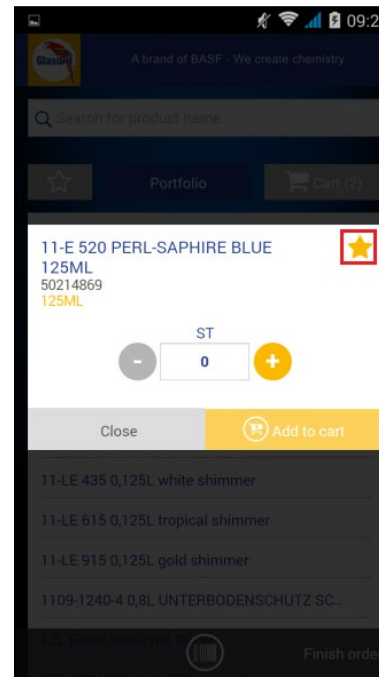 09:2
Glasurit
A brand of BASF - We create chemistry
Search for product name
Portfolio
Cart (2)
11-E 520 PERL-SAPHIRE BLUE
125ML
50214869
125ML
ST
- 0 +
Close
Add to cart
11-LE 435 0,125L white shimmer
11-LE 615 0,125L tropical shimmer
11-LE 915 0,125L gold shimmer
1109-1240-4 0,8L UNTERBODENSCHUTZ SC...
Finish orde